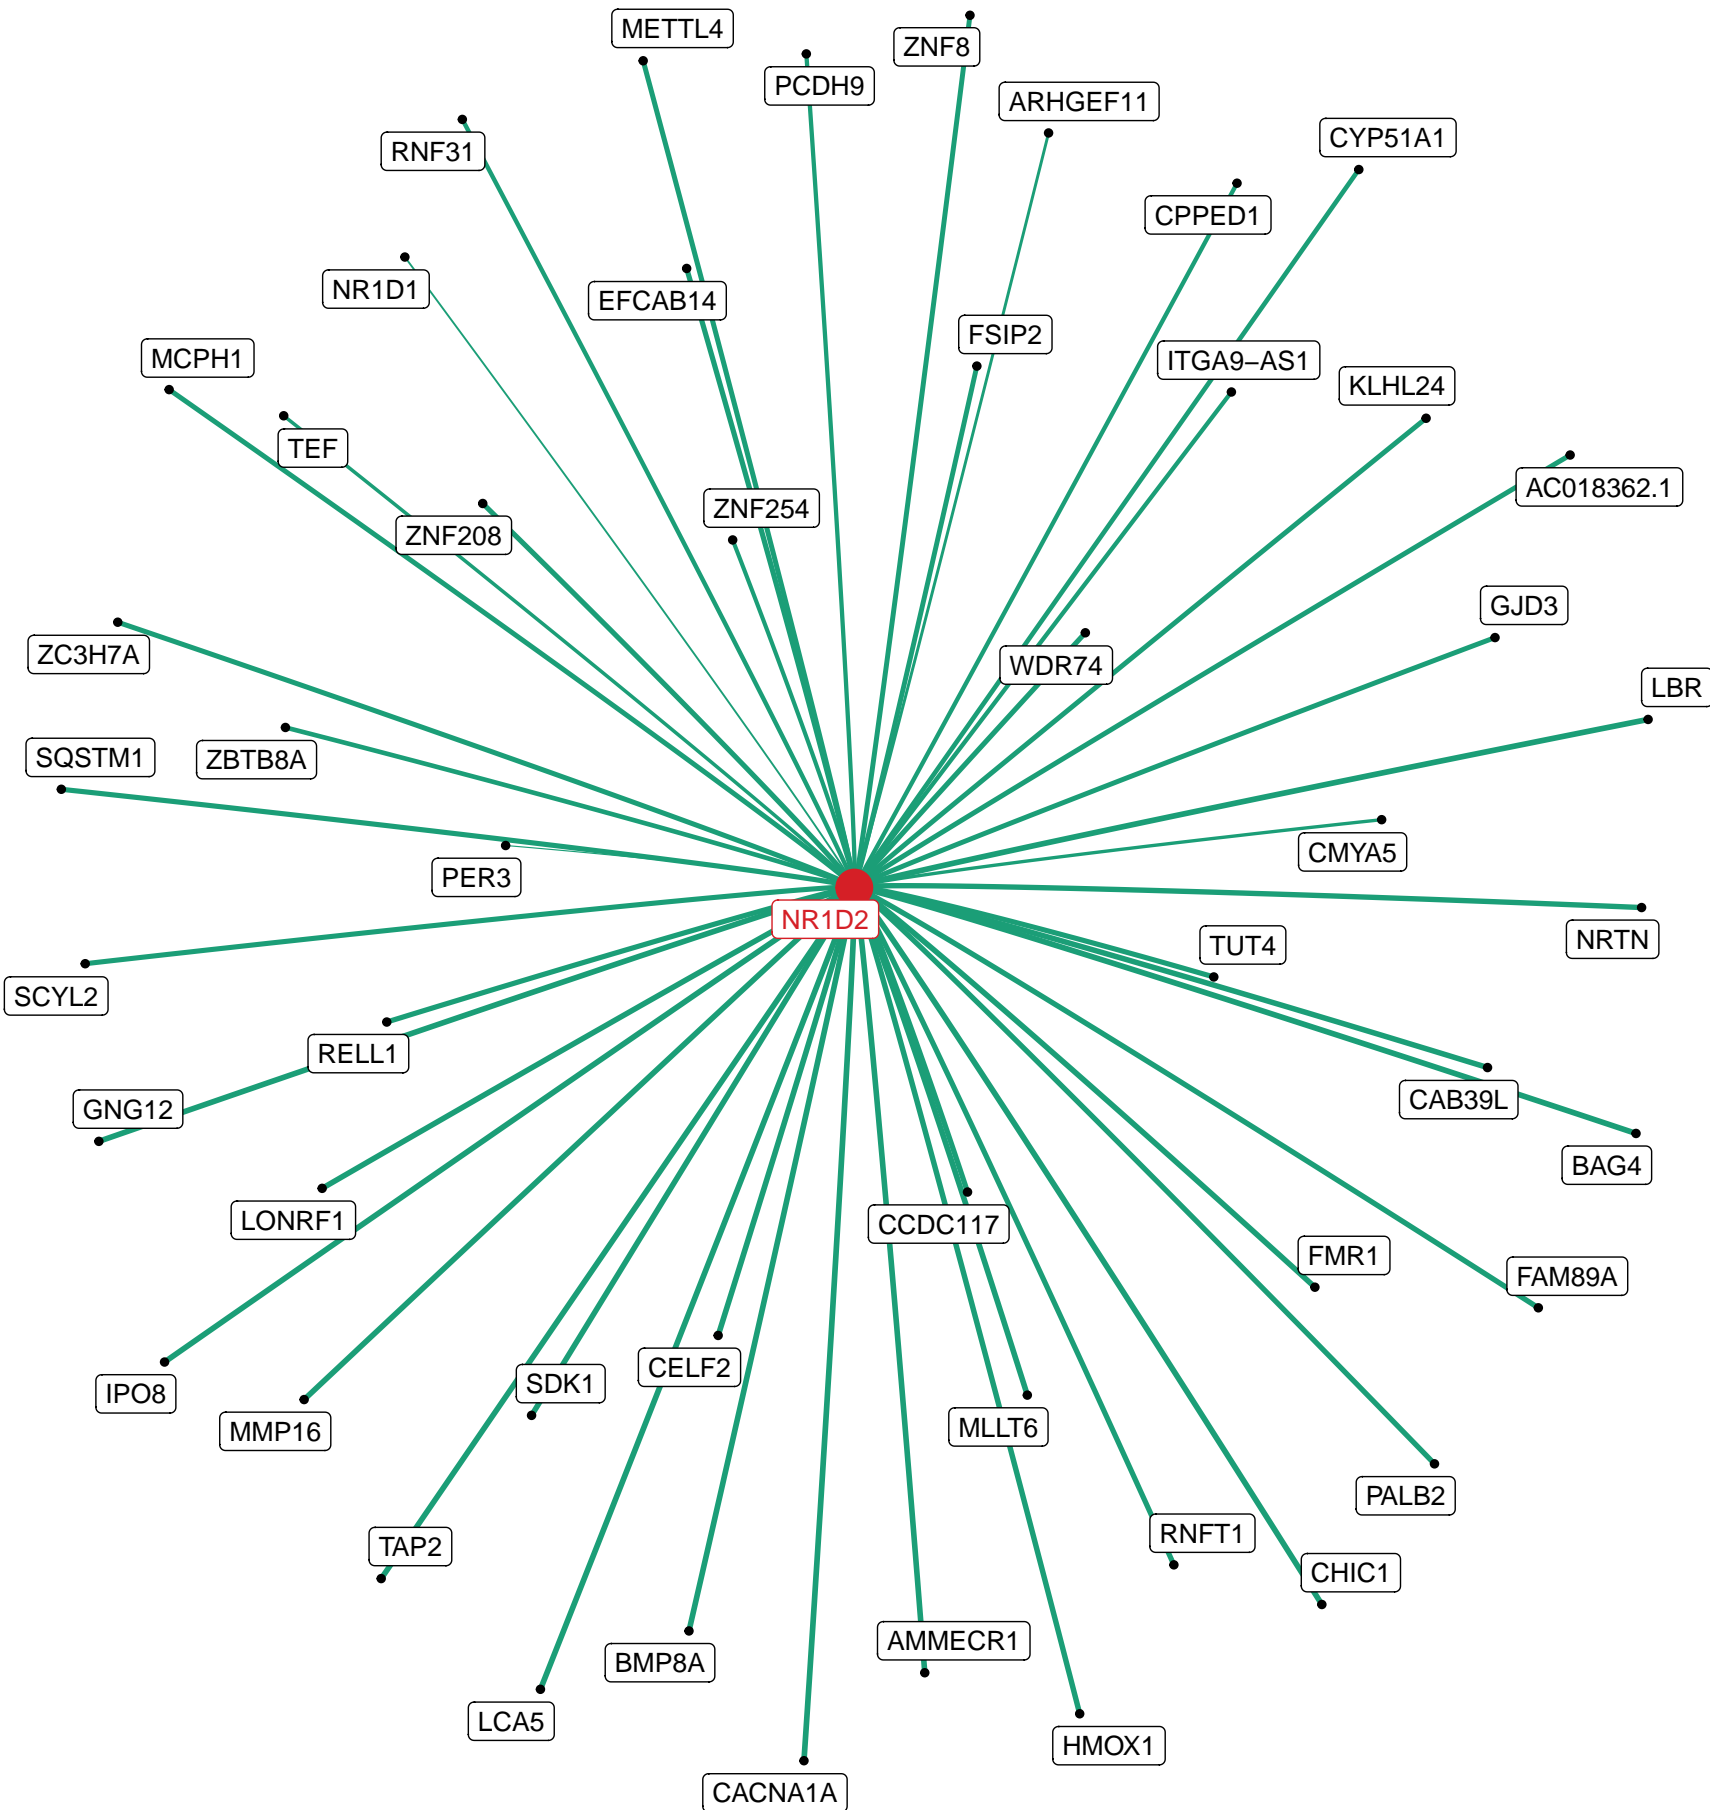 METTL4
ZNF8
PCDH9
ARHGEF11
CYP51A1
RNF31
CPPED1
NR1D1
EFCAB14
FSIP2
MCPH1
ITGA9–AS1
KLHL24
TEF
AC018362.1
ZNF254
ZNF208
GJD3
ZC3H7A
WDR74
LBR
SQSTM1
ZBTB8A
CMYA5
PER3
NR1D2
NRTN
TUT4
SCYL2
RELL1
CAB39L
GNG12
BAG4
LONRF1
CCDC117
FMR1
FAM89A
CELF2
SDK1
IPO8
MMP16
MLLT6
PALB2
RNFT1
TAP2
CHIC1
AMMECR1
BMP8A
LCA5
HMOX1
CACNA1A